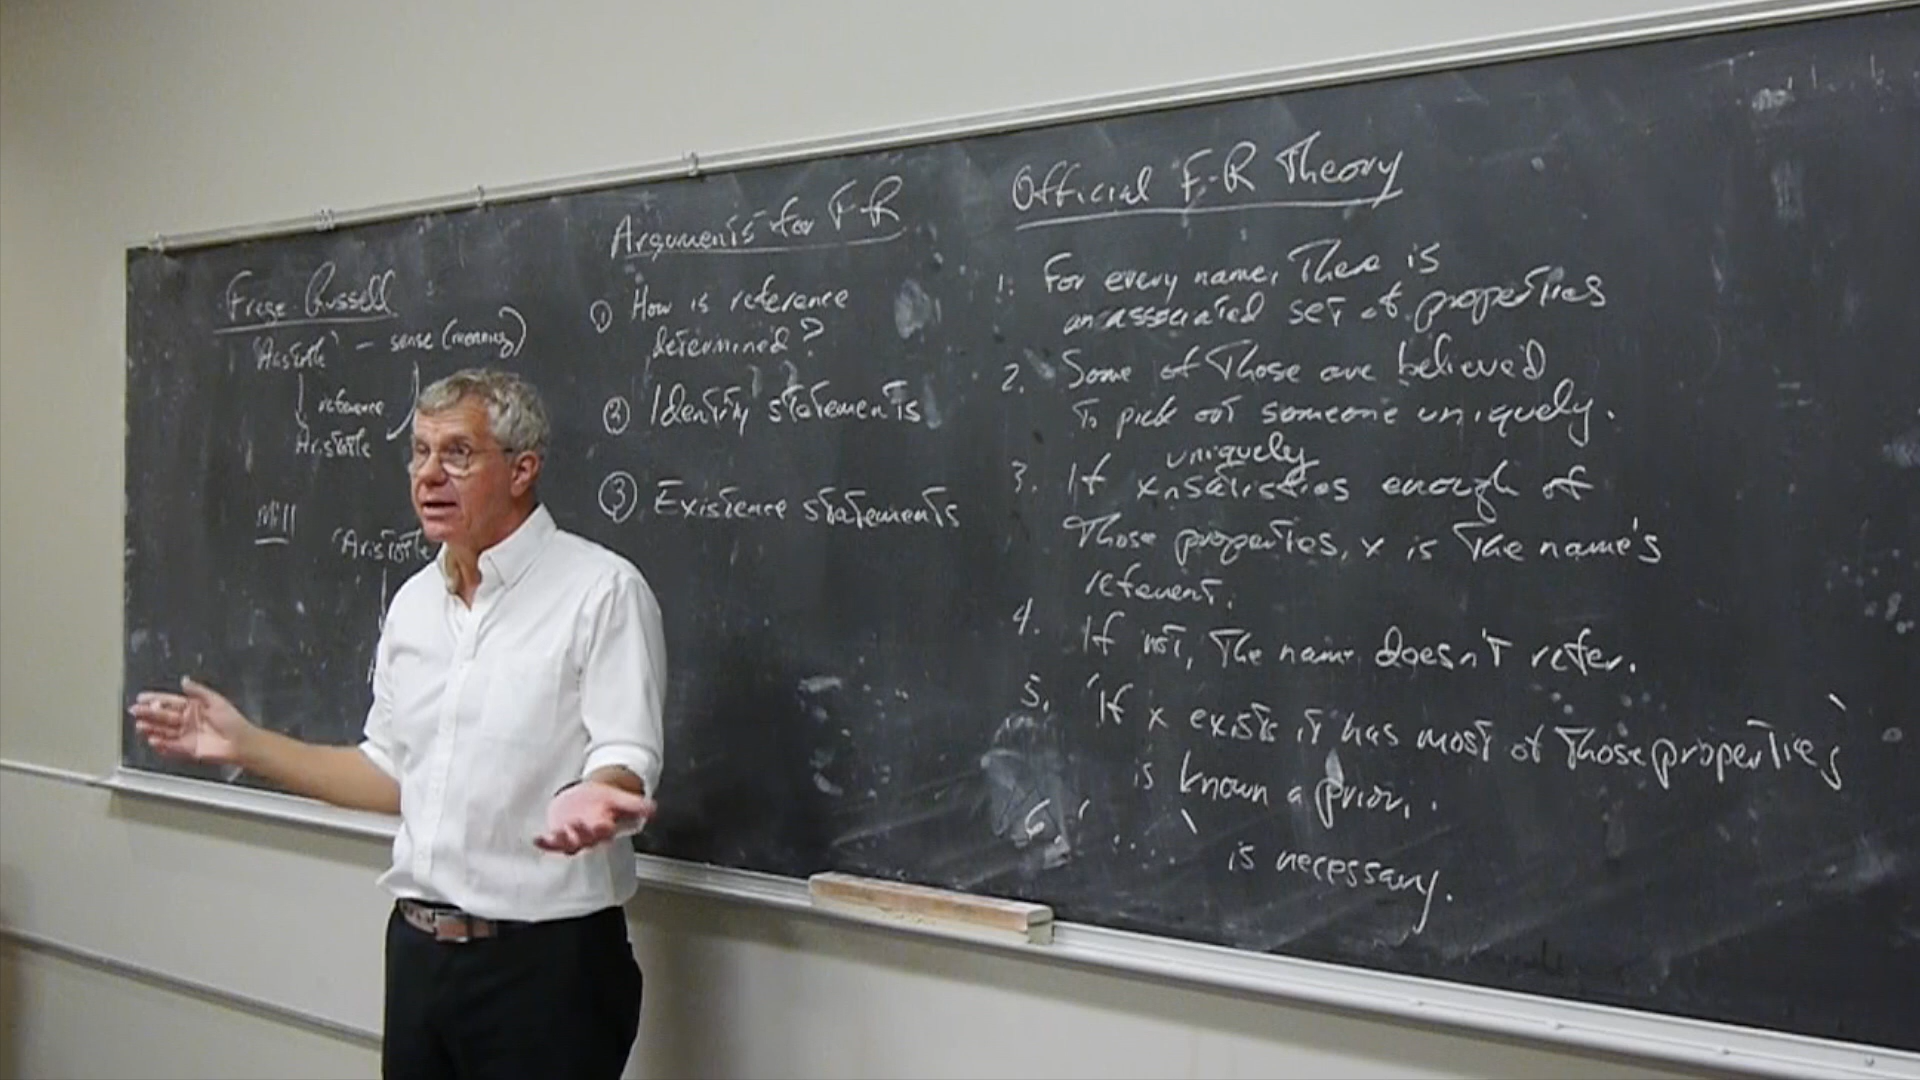 Frege-Russell
'Aristotle' – sense (meaning)
reference
Aristotle
Mill
'Aristotle
Arguments for F-R
① How is reference
determined?
② Identity statements
③ Existence statements
Official F-R Theory
1. For every name, there is
an associated set of properties
2. Some of those are believed
to pick out someone uniquely.
uniquely
3. If x satisfies enough of
those properties, x is the name's
referent.
4. If not, the name doesn't refer.
5. 'If x exists it has most of those properties'
is known a priori.
6. '. . . .'
is necessary.